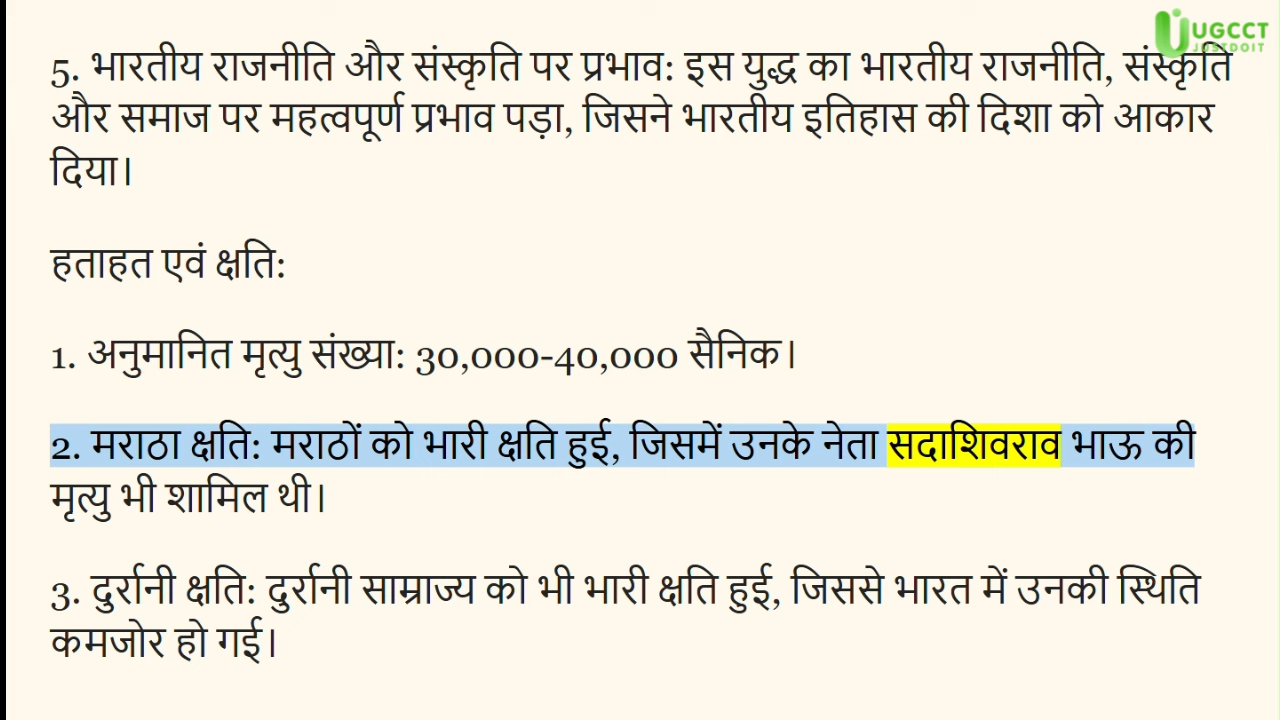 UGCCT
JUSTDOIT
5. भारतीय राजनीति और संस्कृति पर प्रभाव: इस युद्ध का भारतीय राजनीति, संस्कृति
और समाज पर महत्वपूर्ण प्रभाव पड़ा, जिसने भारतीय इतिहास की दिशा को आकार
दिया।
हताहत एवं क्षति:
1. अनुमानित मृत्यु संख्या: 30,000-40,000 सैनिक।
2. मराठा क्षति: मराठों को भारी क्षति हुई, जिसमें उनके नेता सदाशिवराव भाऊ की
मृत्यु भी शामिल थी।
3. दुर्रानी क्षति: दुर्रानी साम्राज्य को भी भारी क्षति हुई, जिससे भारत में उनकी स्थिति
कमजोर हो गई।